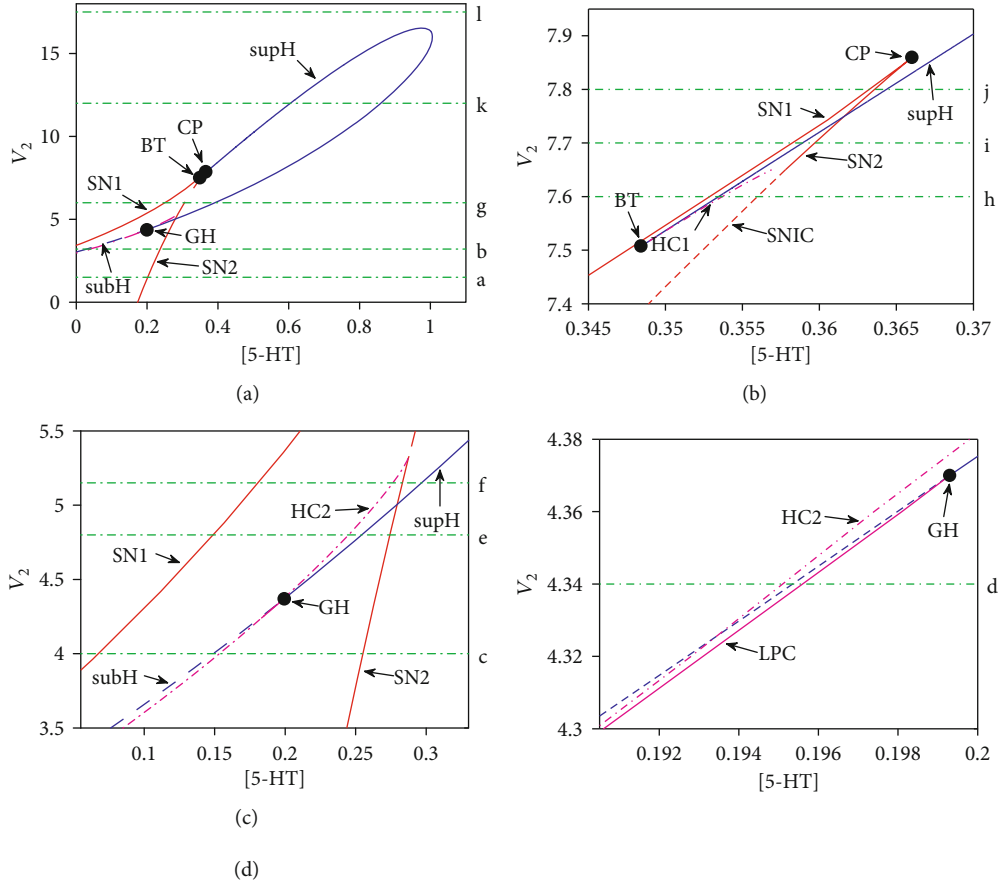 15
10
5
0
V₂
0
0.2
0.4
0.6
0.8
1
[5-HT]
supH
CP
BT
SN1
GH
SN2
subH
l
k
g
b
a
(a)
7.9
7.8
7.7
7.6
7.5
7.4
V₂
0.345
0.35
0.355
0.36
0.365
0.37
[5-HT]
CP
supH
SN1
SN2
BT
HC1
SNIC
j
i
h
(b)
5.5
5
4.5
4
3.5
V₂
0.1
0.2
0.15
0.2
0.25
0.3
[5-HT]
SN1
HC2
supH
GH
subH
SN2
f
e
c
(c)
4.38
4.36
4.34
4.32
4.3
V₂
0.192
0.194
0.196
0.198
0.2
[5-HT]
HC2
GH
LPC
d
(d)